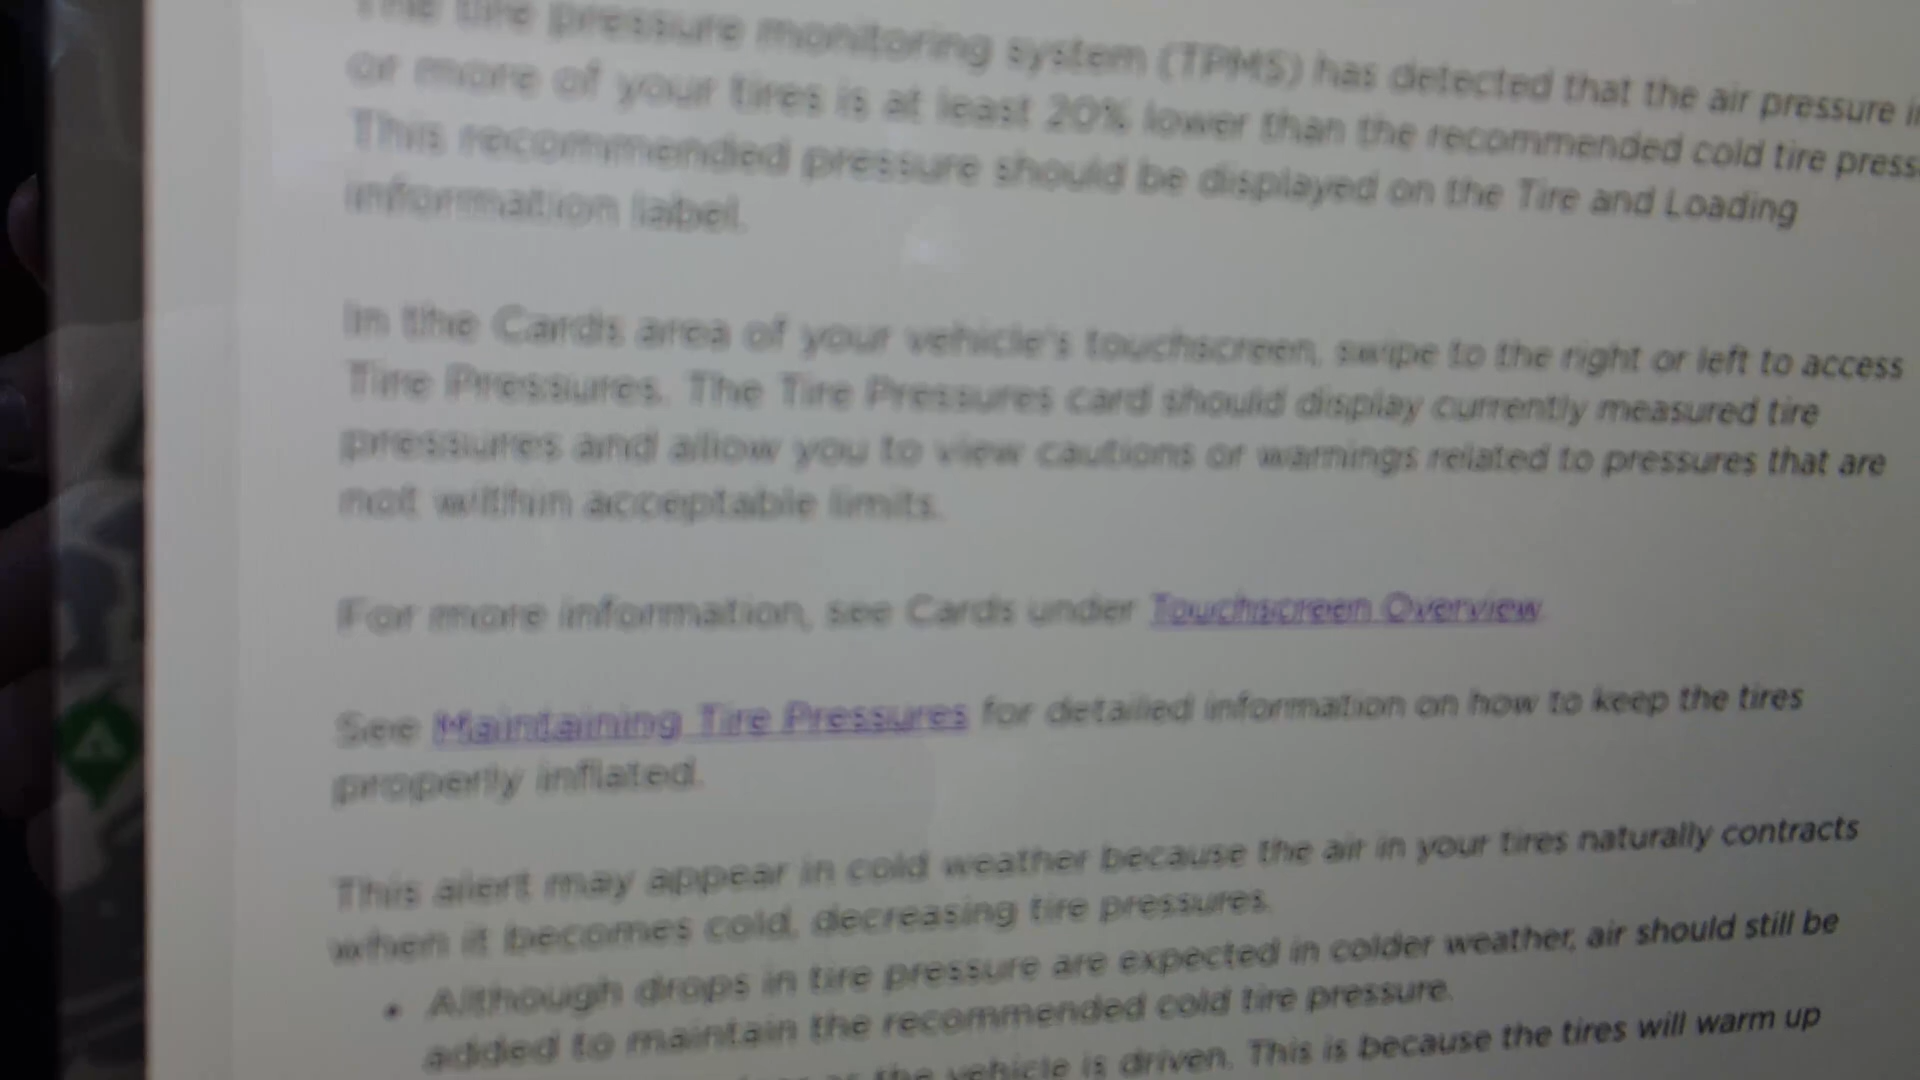 The tire pressure monitoring system (TPMS) has detected that the air pressure
or more of your tires is at least 20% lower than the recommended cold tire
This recommended pressure should be displayed on the Tire and Loading
information label.
In the Cards area of your vehicle's touchscreen, swipe to the right or left to access
Tire Pressures. The Tire Pressures card should display currently measured tire
pressures and allow you to view cautions or warnings related to pressures that are
not within acceptable limits.
For more information, see Cards under Touchscreen Overview
See Maintaining Tire Pressures for detailed information on how to keep the tires
properly inflated.
This alert may appear in cold weather because the air in your tires naturally contracts
when it becomes cold, decreasing tire pressures.
• Although drops in tire pressure are expected in colder weather, air should still be
added to maintain the recommended cold tire pressure.
the vehicle is driven. This is because the tires will warm up